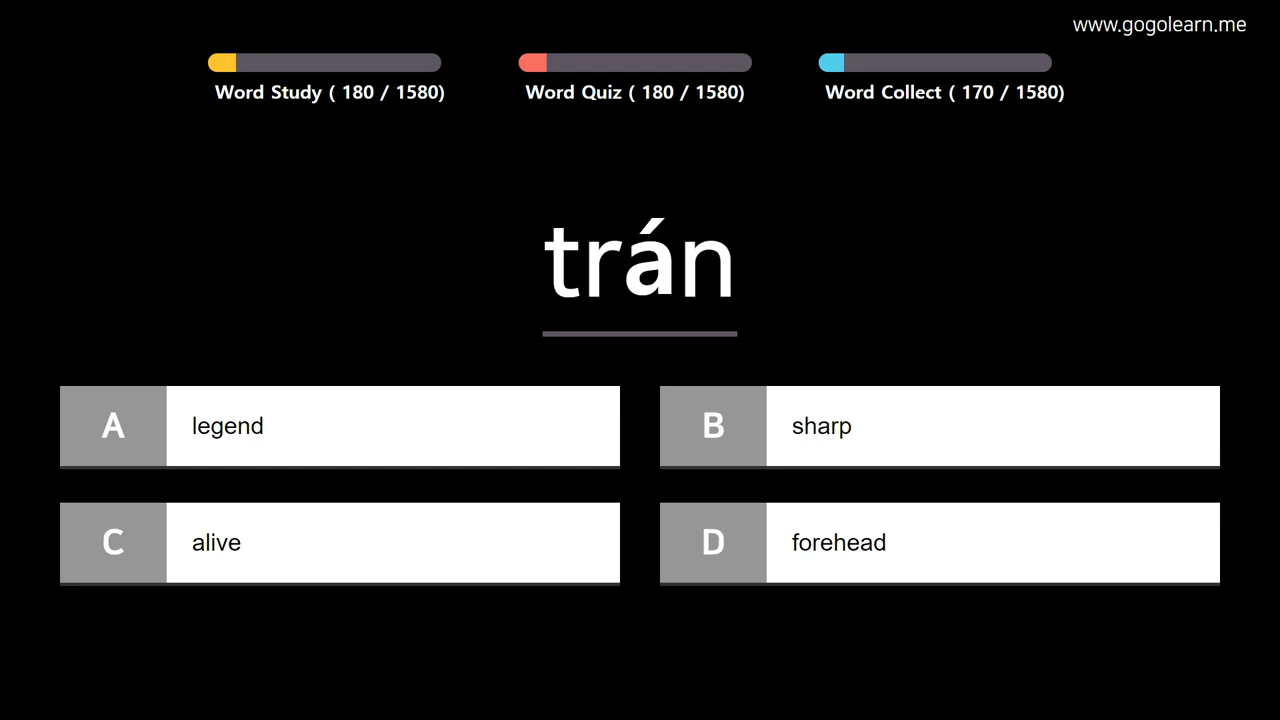 www.gogolearn.me
Word Study ( 180 / 1580)
Word Quiz ( 180 / 1580)
Word Collect ( 170 / 1580)
trán
A legend
B sharp
C alive
D forehead